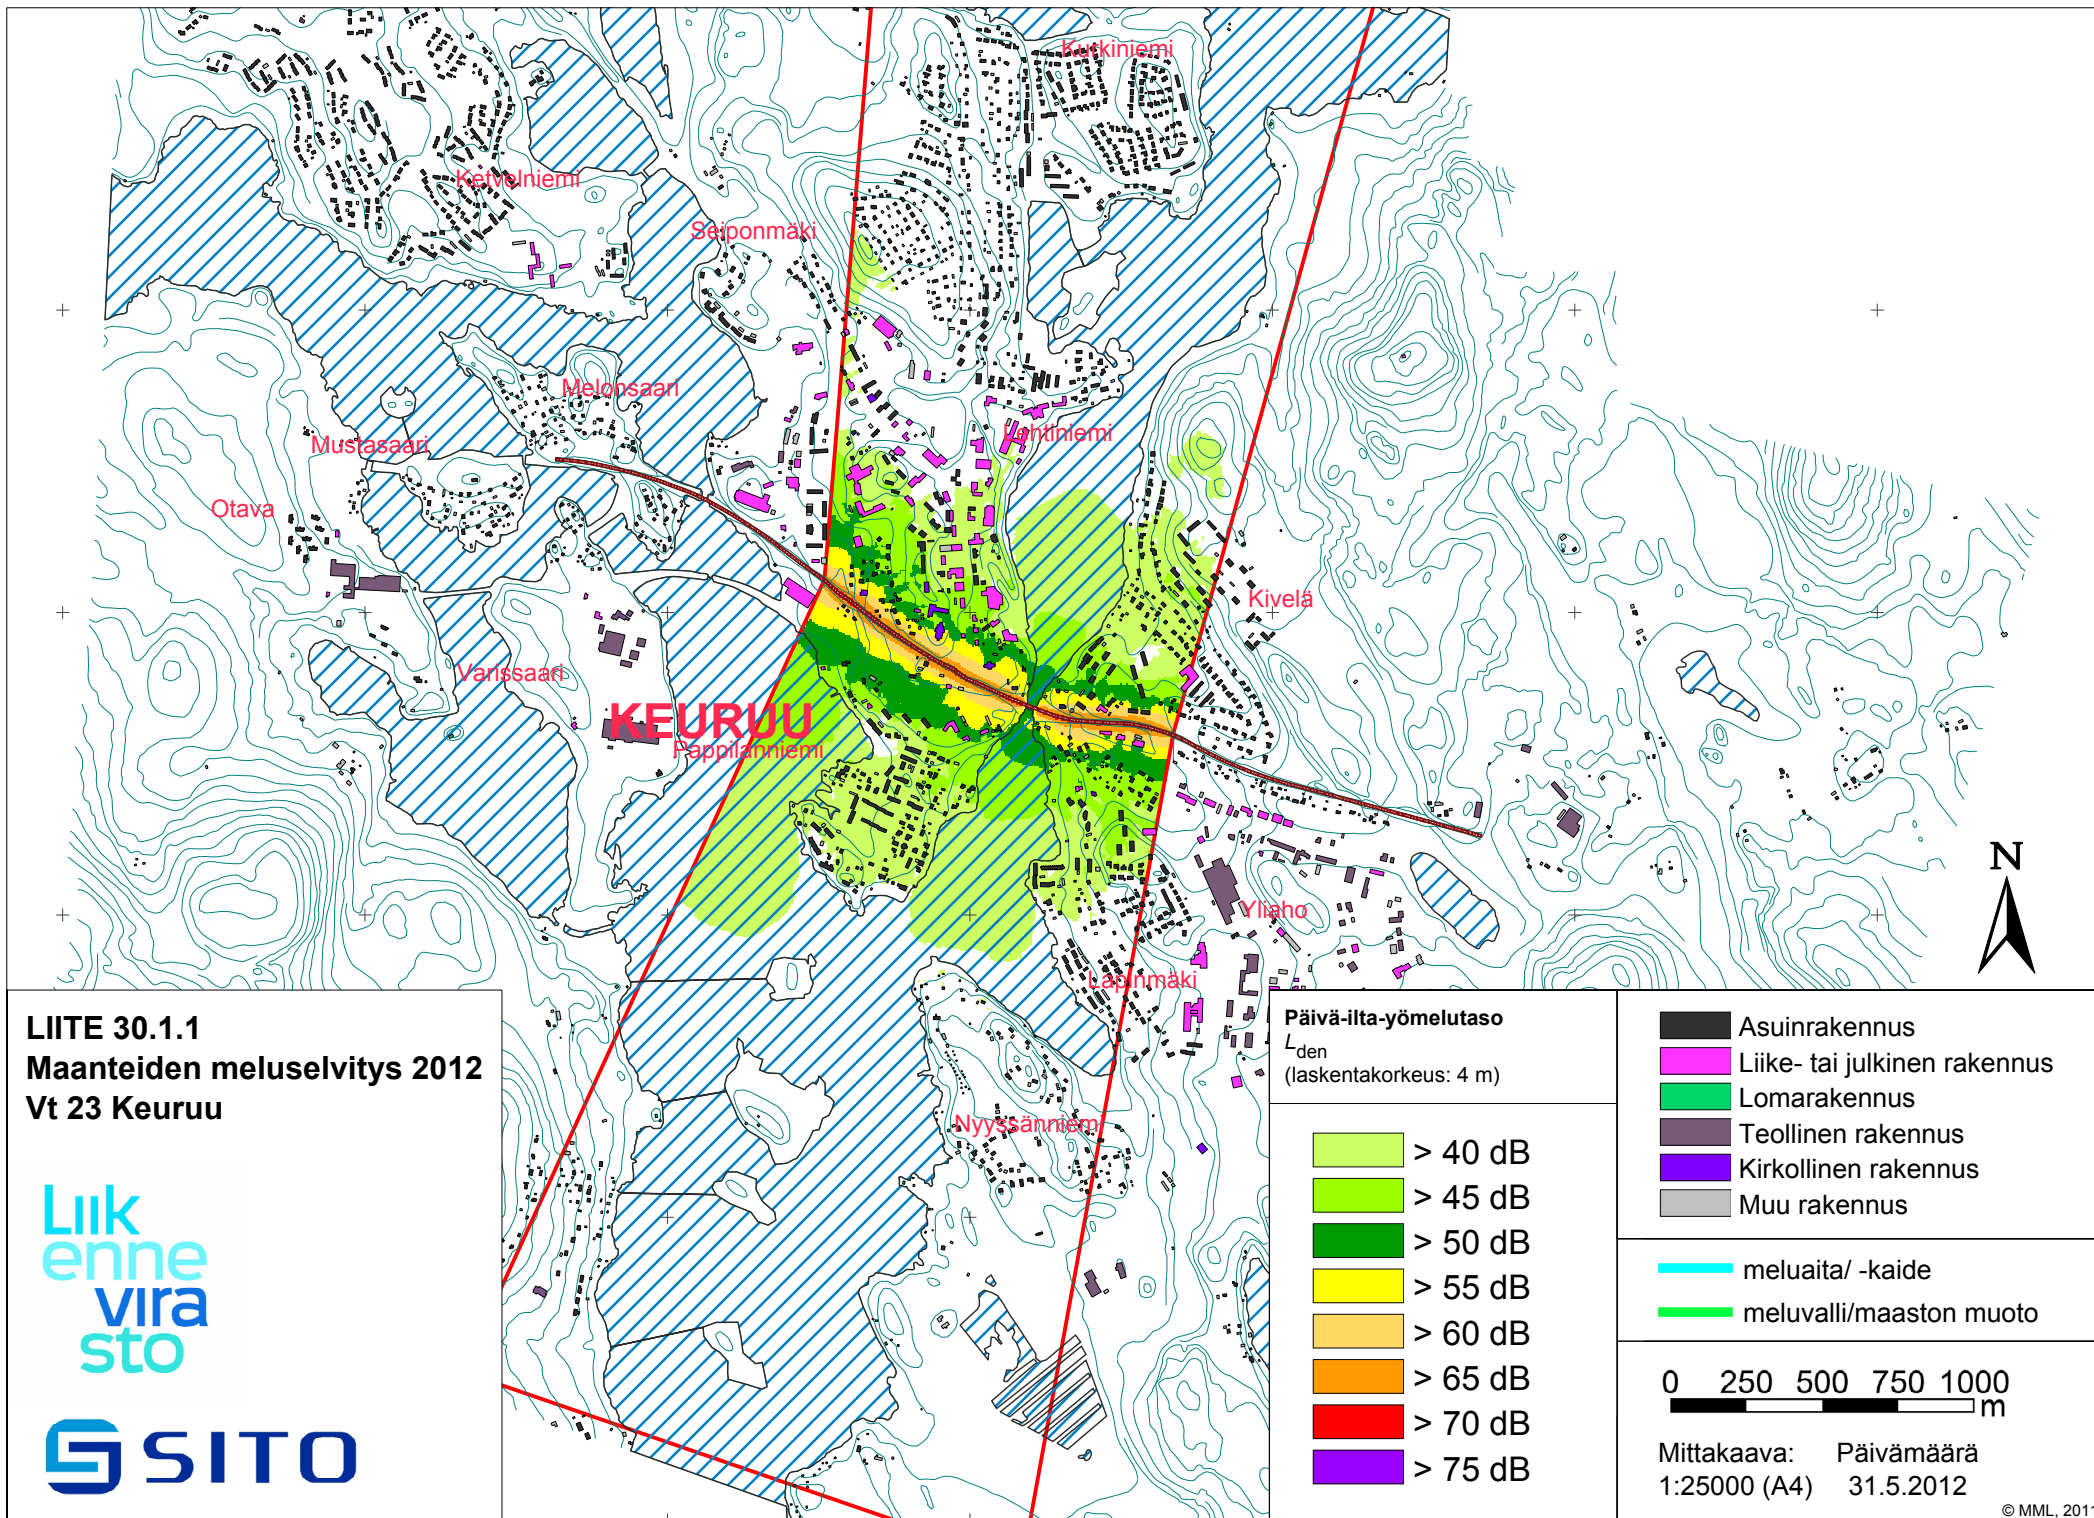 Kurkiniemi
Ketvelniemi
Seiponmäki
Melonsaari
Mustasaari
Lehtiniemi
Otava
Kivelä
Varissaari
KEURUU
Pappilanniemi
Yliaho
Lapinmäki
Nyyssänniemi
N
LIITE 30.1.1
Maanteiden meluselvitys 2012
Vt 23 Keuruu
Liik
enne
vira
sto
SITO
Päivä-ilta-yömelutaso
Lden
(laskentakorkeus: 4 m)
> 40 dB
> 45 dB
> 50 dB
> 55 dB
> 60 dB
> 65 dB
> 70 dB
> 75 dB
Asuinrakennus
Liike- tai julkinen rakennus
Lomarakennus
Teollinen rakennus
Kirkollinen rakennus
Muu rakennus
meluaita/ -kaide
meluvalli/maaston muoto
0 250 500 750 1000
m
Mittakaava: Päivämäärä
1:25000 (A4) 31.5.2012
© MML, 2011